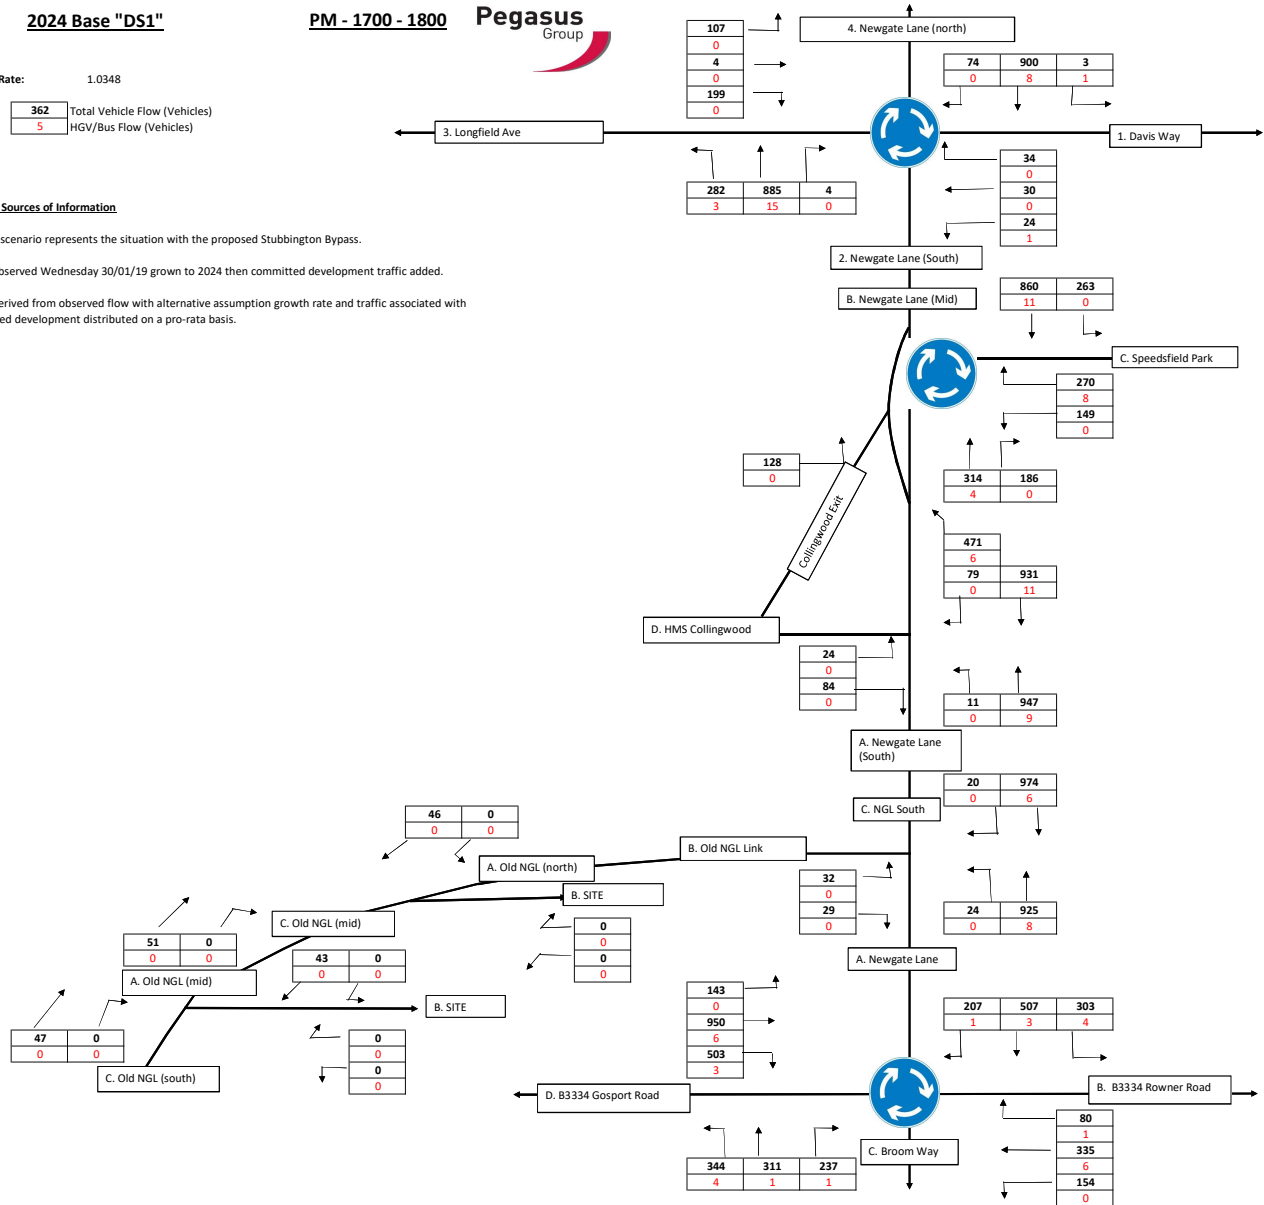 2024 Base "DS1"
PM - 1700 - 1800
Pegasus
Group
Rate:
1.0348
362
Total Vehicle Flow (Vehicles)
5
HGV/Bus Flow (Vehicles)
Sources of Information
scenario represents the situation with the proposed Stubbington Bypass.
Wednesday 30/01/19 grown to 2024 then committed development traffic added.
from observed flow with alternative assumption growth rate and traffic associated with
development distributed on a pro-rata basis.
107
0
4
0
199
0
4. Newgate Lane (north)
74 900 3
0 8 1
3. Longfield Ave
1. Davis Way
282 885 4
3 15 0
34
0
30
0
24
1
2. Newgate Lane (South)
B. Newgate Lane (Mid)
860 263
11 0
C. Speedsfield Park
270
8
149
0
128
0
314 186
4 0
Collingwood Exit
471
6
79 931
0 11
D. HMS Collingwood
24
0
84
0
11 947
0 9
A. Newgate Lane
(South)
20 974
0 6
C. NGL South
46 0
0 0
B. Old NGL Link
A. Old NGL (north)
B. SITE
32
0
29
0
24 925
0 8
C. Old NGL (mid)
0
0
0
0
51 0
0 0
43 0
0 0
A. Old NGL (mid)
B. SITE
A. Newgate Lane
47 0
0 0
0
0
0
0
C. Old NGL (south)
143
0
950
6
503
3
207 507 303
1 3 4
D. B3334 Gosport Road
B. B3334 Rowner Road
80
1
335
6
154
0
C. Broom Way
344 311 237
4 1 1